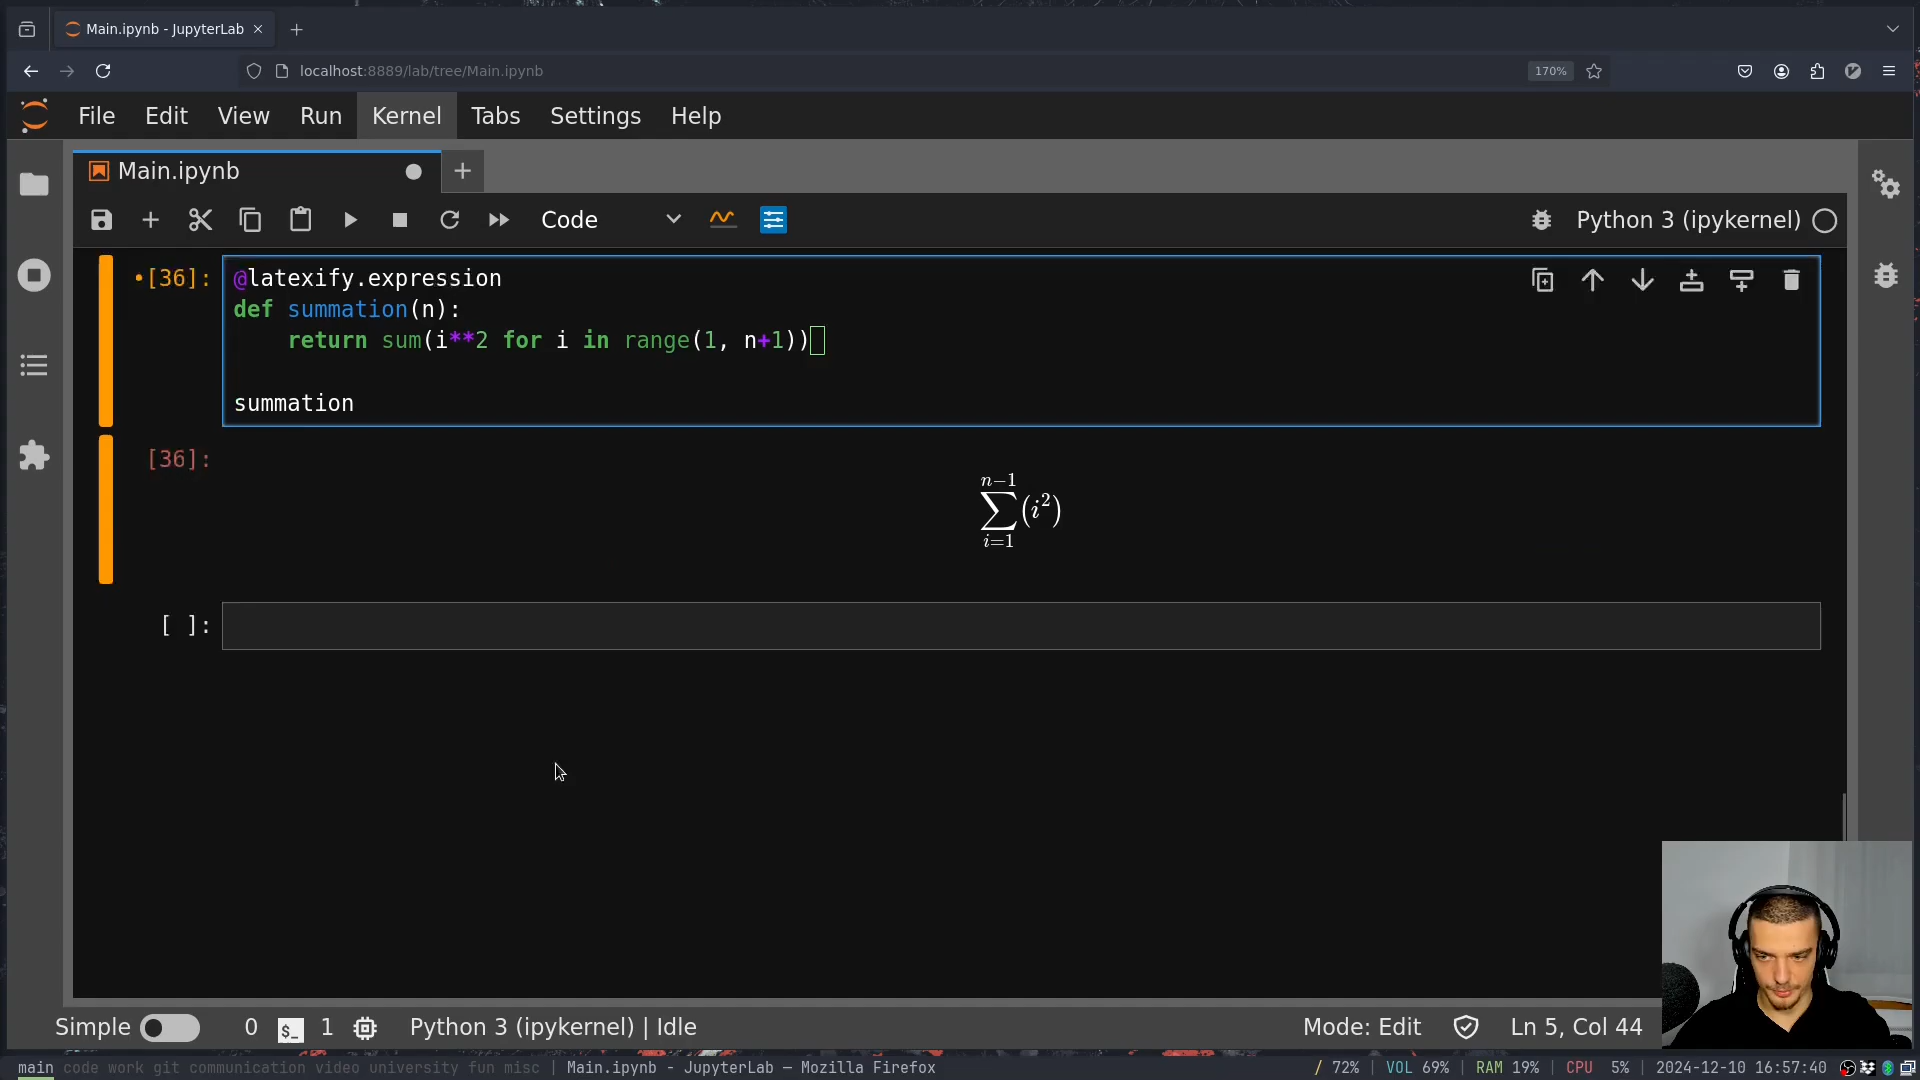 Main.ipynb - JupyterLab
localhost:8889/lab/tree/Main.ipynb
170%
File Edit View Run Kernel Tabs Settings Help
Main.ipynb
Code
Python 3 (ipykernel)
[36]:
@latexify.expression
def summation(n):
    return sum(i**2 for i in range(1, n+1))
summation
[36]:
n−1
∑(i²)
i=1
[ ]:
Simple 0 $_ 1 Python 3 (ipykernel) | Idle Mode: Edit Ln 5, Col 44
main code work git communication video university fun misc | Main.ipynb - JupyterLab — Mozilla Firefox / 72% | VOL 69% | RAM 19% | CPU 5% | 2024-12-10 16:57:40